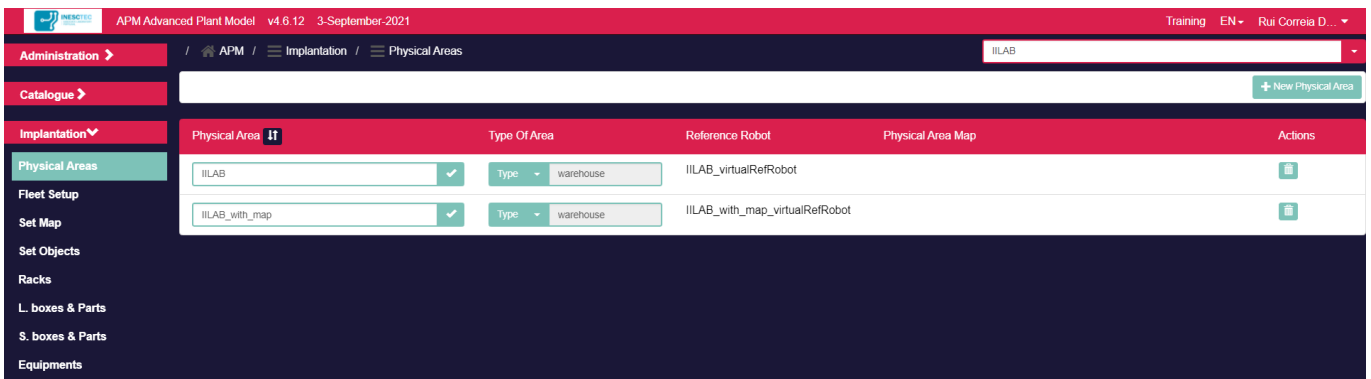 INESCTEC APM Advanced Plant Model v4.6.12 3-September-2021 Training EN Rui Correia D...
Administration / APM / Implantation / Physical Areas IILAB
Catalogue + New Physical Area
Implantation Physical Area Type Of Area Reference Robot Physical Area Map Actions
Physical Areas IILAB Type warehouse IILAB_virtualRefRobot
Fleet Setup
Set Map IILAB_with_map Type warehouse IILAB_with_map_virtualRefRobot
Set Objects
Racks
L. boxes & Parts
S. boxes & Parts
Equipments